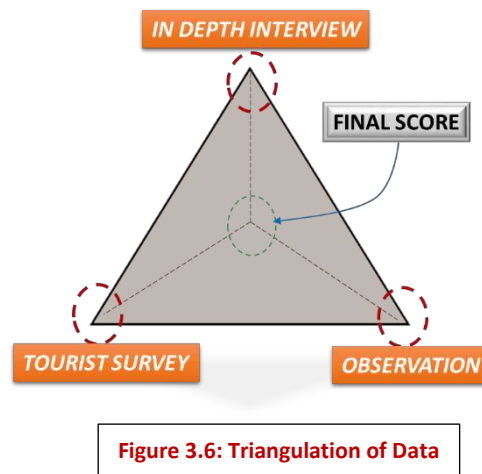 IN DEPTH INTERVIEW
FINAL SCORE
TOURIST SURVEY
OBSERVATION
Figure 3.6: Triangulation of Data